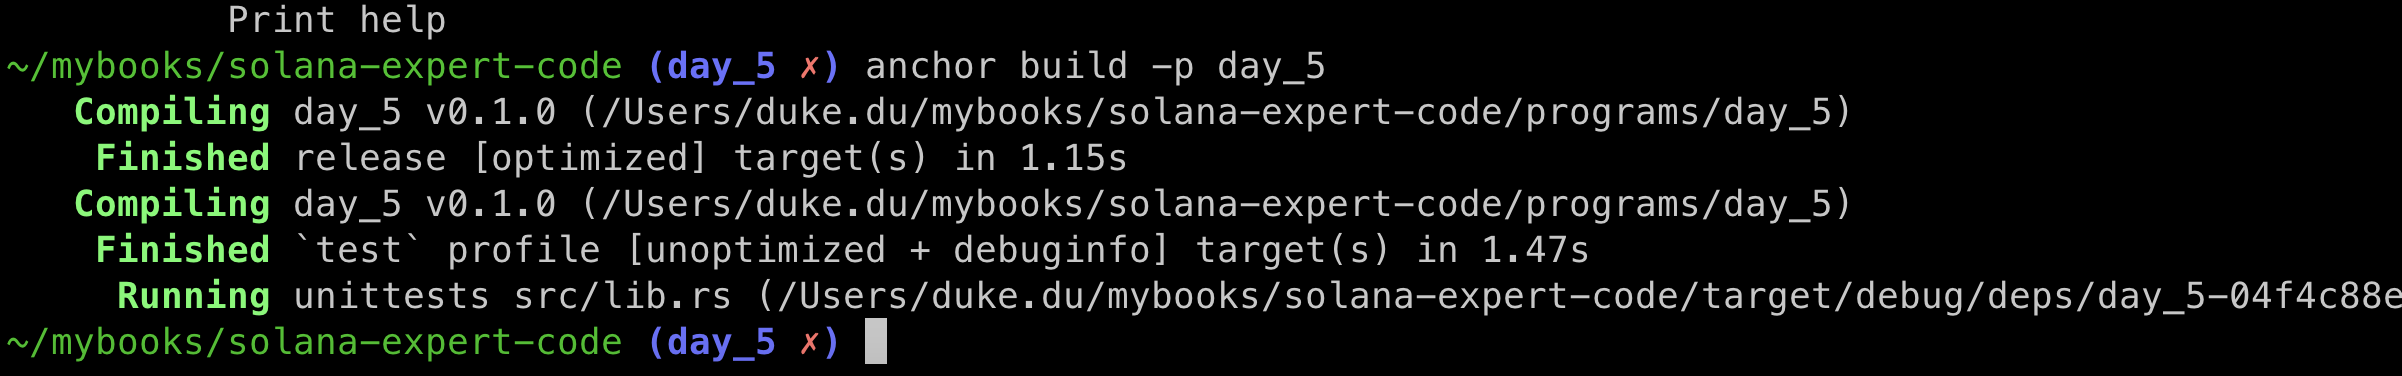 Print help
~/mybooks/solana-expert-code (day_5 ✗) anchor build -p day_5
Compiling day_5 v0.1.0 (/Users/duke.du/mybooks/solana-expert-code/programs/day_5)
Finished release [optimized] target(s) in 1.15s
Compiling day_5 v0.1.0 (/Users/duke.du/mybooks/solana-expert-code/programs/day_5)
Finished `test` profile [unoptimized + debuginfo] target(s) in 1.47s
Running unittests src/lib.rs (/Users/duke.du/mybooks/solana-expert-code/target/debug/deps/day_5-04f4c88e
~/mybooks/solana-expert-code (day_5 ✗)